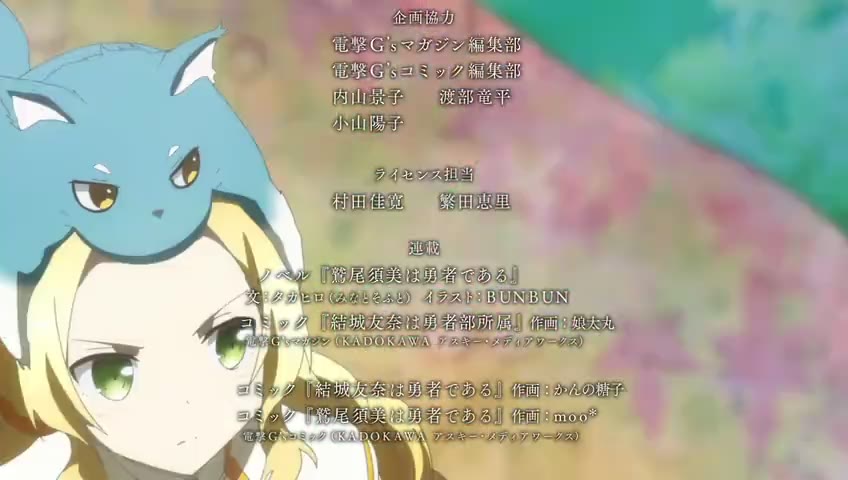 企画協力
電撃G'sマガジン編集部
電撃G'sコミック編集部
内山景子　渡部竜平
小山陽子
ライセンス担当
村田佳寛　繁田恵里
連載
ノベル『鷲尾須美は勇者である』
文：タカヒロ（みなとそふと） イラスト：BUNBUN
コミック『結城友奈は勇者部所属』作画：娘太丸
電撃G'sマガジン（KADOKAWA アスキー・メディアワークス）
コミック『結城友奈は勇者である』作画：かんの糖子
コミック『鷲尾須美は勇者である』作画：moo*
電撃G'sコミック（KADOKAWA アスキー・メディアワークス）